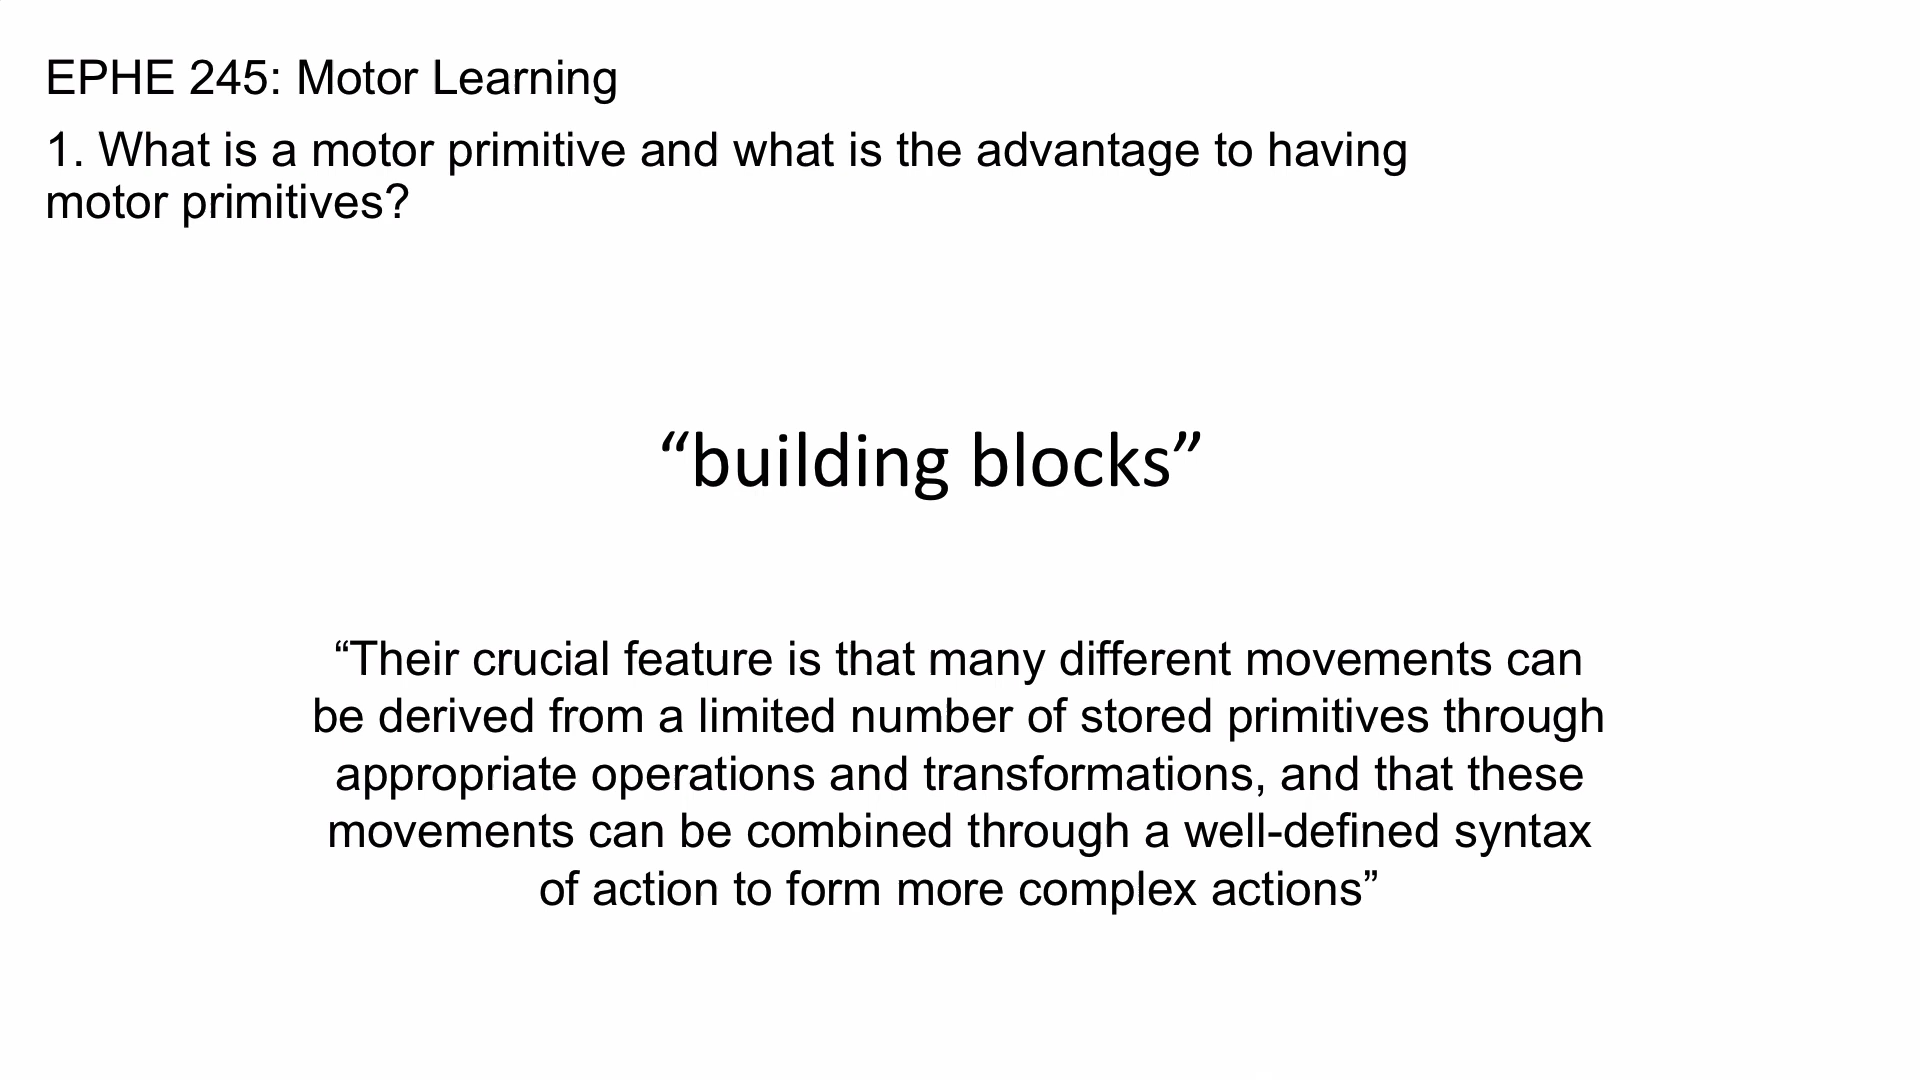 EPHE 245: Motor Learning
1. What is a motor primitive and what is the advantage to having
motor primitives?
“building blocks”
“Their crucial feature is that many different movements can
be derived from a limited number of stored primitives through
appropriate operations and transformations, and that these
movements can be combined through a well-defined syntax
of action to form more complex actions”